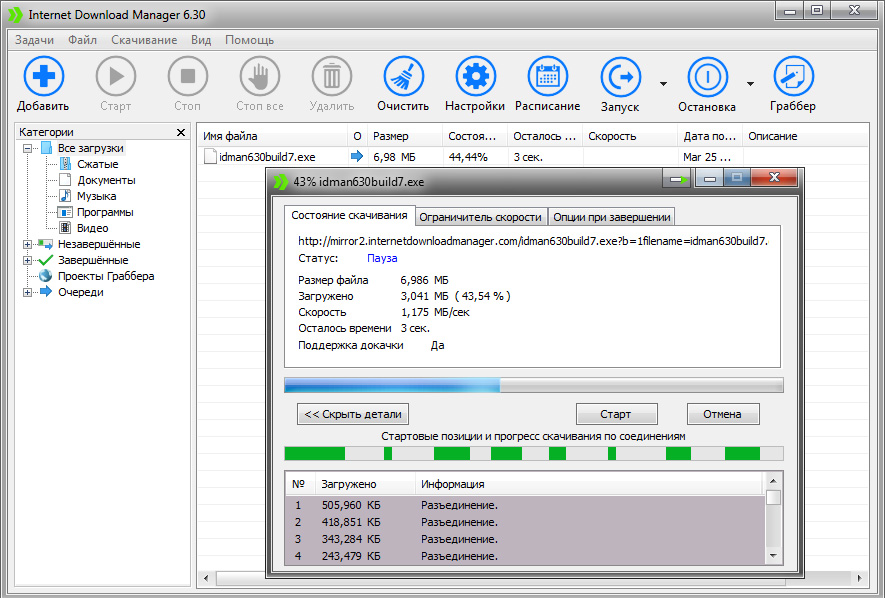 Internet Download Manager 6.30
Задачи Файл Скачивание Вид Помощь
Добавить Старт Стоп Стоп все Удалить Очистить Настройки Расписание Запуск Остановка Граббер
Категории
Все загрузки
Сжатые
Документы
Музыка
Программы
Видео
Незавершённые
Завершённые
Проекты Граббера
Очереди
Имя файла О Размер Состоя... Осталось ... Скорость Дата по... Описание
idman630build7.exe 6,98 МБ 44,44% 3 сек. Mar 25 ...
43% idman630build7.exe
Состояние скачивания Ограничитель скорости Опции при завершении
http://mirror2.internetdownloadmanager.com/idman630build7.exe?b=1filename=idman630build7.
Статус: Пауза
Размер файла 6,986 МБ
Загружено 3,041 МБ ( 43,54 % )
Скорость 1,175 МБ/сек
Осталось времени 3 сек.
Поддержка докачки Да
<< Скрыть детали Старт Отмена
Стартовые позиции и прогресс скачивания по соединениям
№ Загружено Информация
1 505,960 КБ Разъединение.
2 418,851 КБ Разъединение.
3 343,284 КБ Разъединение.
4 243,479 КБ Разъединение.